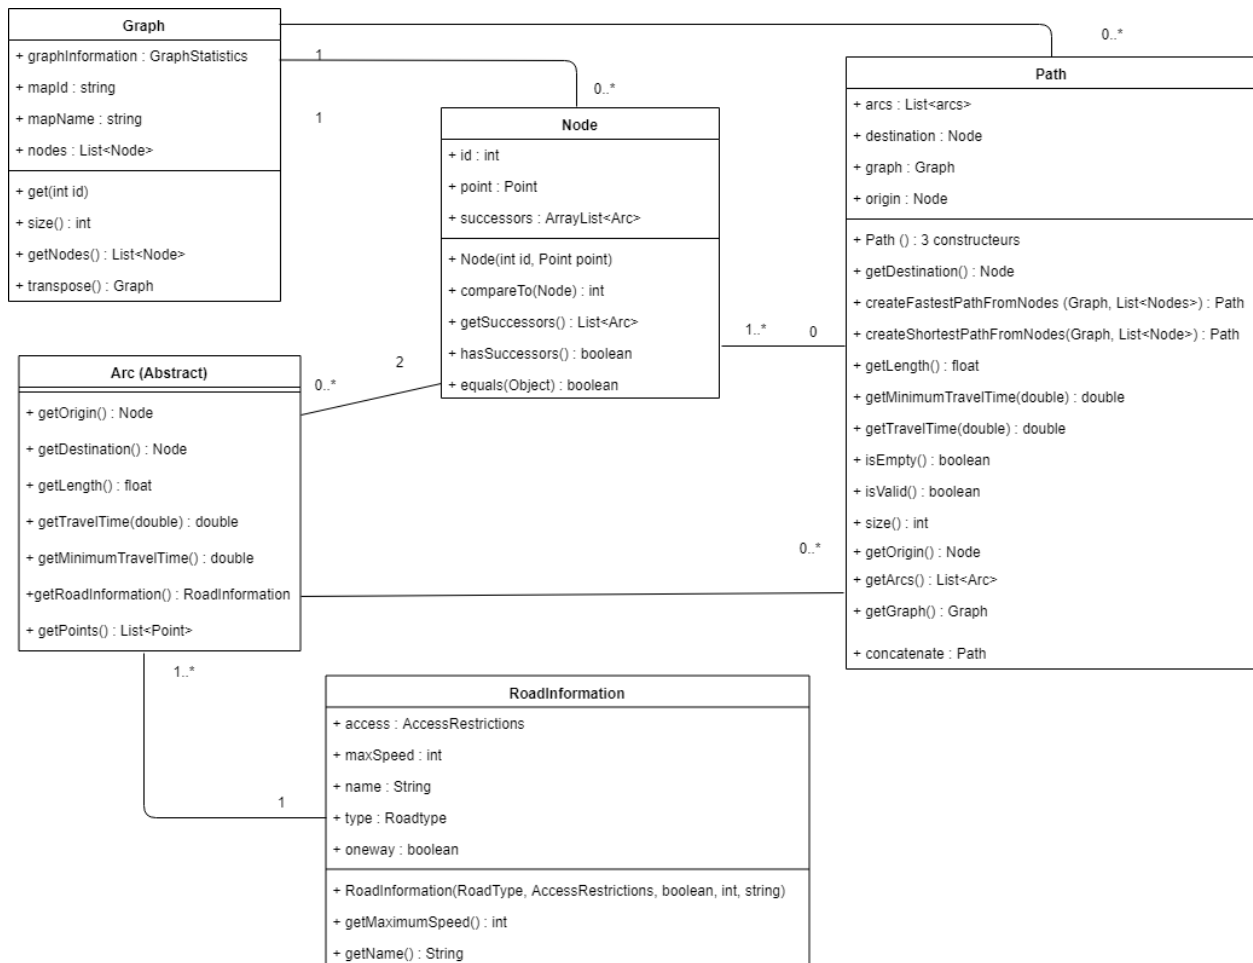 Graph
+ graphInformation : GraphStatistics
+ mapId : string
+ mapName : string
+ nodes : List<Node>
+ get(int id)
+ size() : int
+ getNodes() : List<Node>
+ transpose() : Graph
1
1
0..*
0..*
Node
+ id : int
+ point : Point
+ successors : ArrayList<Arc>
+ Node(int id, Point point)
+ compareTo(Node) : int
+ getSuccessors() : List<Arc>
+ hasSuccessors() : boolean
+ equals(Object) : boolean
Path
+ arcs : List<arcs>
+ destination : Node
+ graph : Graph
+ origin : Node
+ Path () : 3 constructeurs
+ getDestination() : Node
+ createFastestPathFromNodes (Graph, List<Nodes>) : Path
+ createShortestPathFromNodes(Graph, List<Node>) : Path
+ getLength() : float
+ getMinimumTravelTime(double) : double
+ getTravelTime(double) : double
+ isEmpty() : boolean
+ isValid() : boolean
+ size() : int
+ getOrigin() : Node
+ getArcs() : List<Arc>
+ getGraph() : Graph
+ concatenate : Path
1..*
0
2
0..*
Arc (Abstract)
+ getOrigin() : Node
+ getDestination() : Node
+ getLength() : float
+ getTravelTime(double) : double
+ getMinimumTravelTime() : double
+getRoadInformation() : RoadInformation
+ getPoints() : List<Point>
0..*
1..*
1
RoadInformation
+ access : AccessRestrictions
+ maxSpeed : int
+ name : String
+ type : Roadtype
+ oneway : boolean
+ RoadInformation(RoadType, AccessRestrictions, boolean, int, string)
+ getMaximumSpeed() : int
+ getName() : String